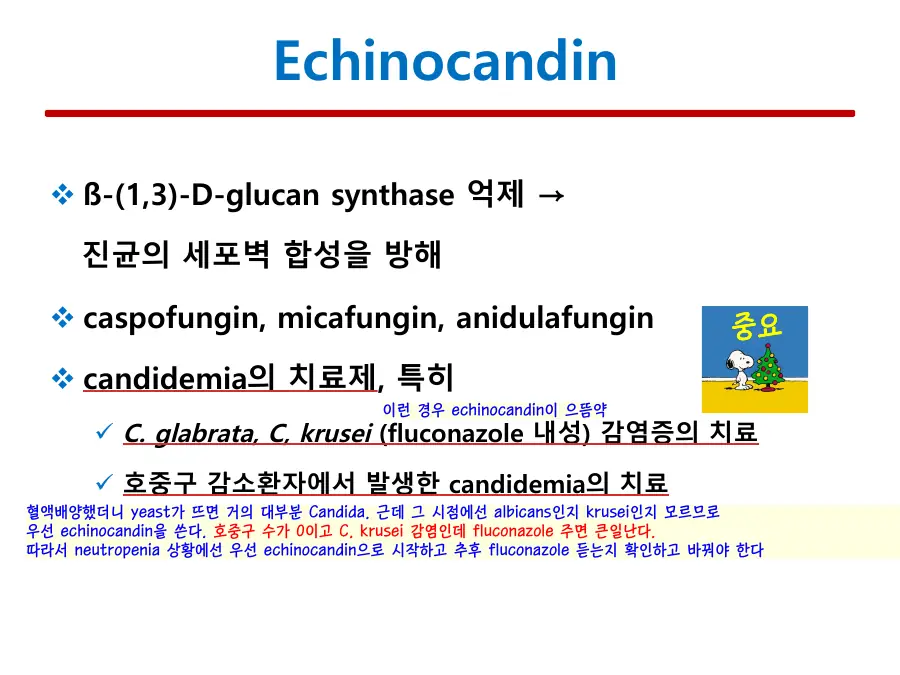 Echinocandin
ß-(1,3)-D-glucan synthase 억제 →
진균의 세포벽 합성을 방해
caspofungin, micafungin, anidulafungin
중요
candidemia의 치료제, 특히
이런 경우 echinocandin이 으뜸약
C. glabrata, C, krusei (fluconazole 내성) 감염증의 치료
호중구 감소환자에서 발생한 candidemia의 치료
혈액배양했더니 yeast가 뜨면 거의 대부분 Candida. 근데 그 시점에선 albicans인지 krusei인지 모르므로
우선 echinocandin을 쓴다. 호중구 수가 0이고 C. krusei 감염인데 fluconazole 주면 큰일난다.
따라서 neutropenia 상황에선 우선 echinocandin으로 시작하고 추후 fluconazole 듣는지 확인하고 바꿔야 한다